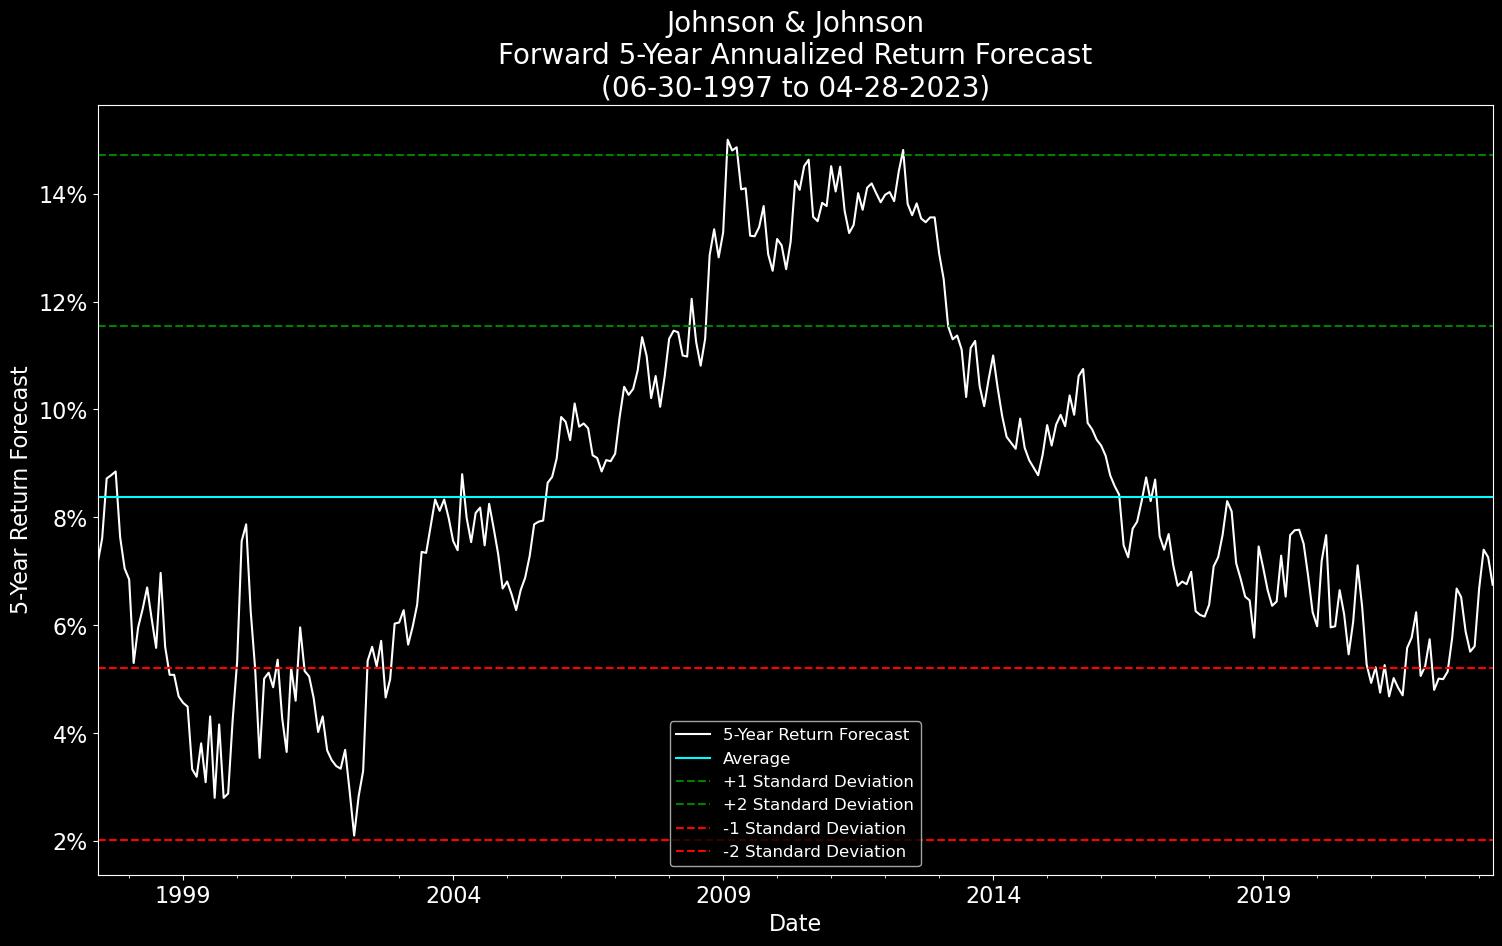 Johnson & Johnson
Forward 5-Year Annualized Return Forecast
(06-30-1997 to 04-28-2023)
5-Year Return Forecast
14%
12%
10%
8%
6%
4%
2%
5-Year Return Forecast
Average
+1 Standard Deviation
+2 Standard Deviation
-1 Standard Deviation
-2 Standard Deviation
1999 2004 2009 2014 2019
Date